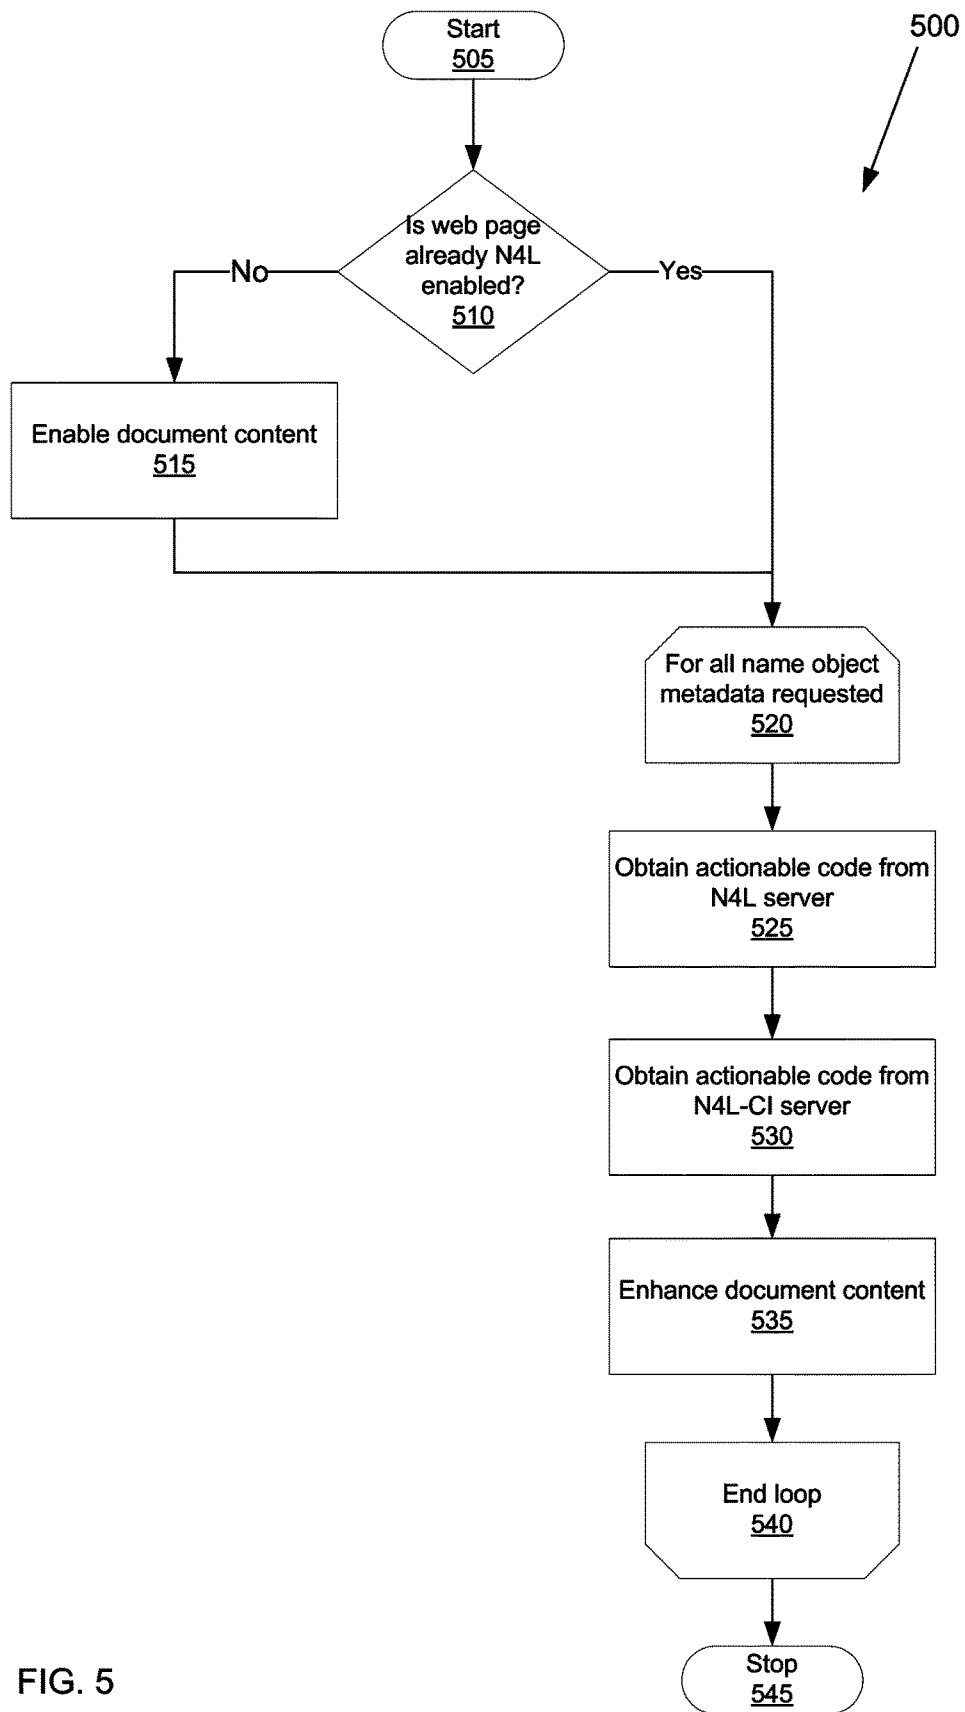 Start
505
500
Is web page
already N4L
enabled?
510
No
Yes
Enable document content
515
For all name object
metadata requested
520
Obtain actionable code from
N4L server
525
Obtain actionable code from
N4L-CI server
530
Enhance document content
535
End loop
540
Stop
545
FIG. 5